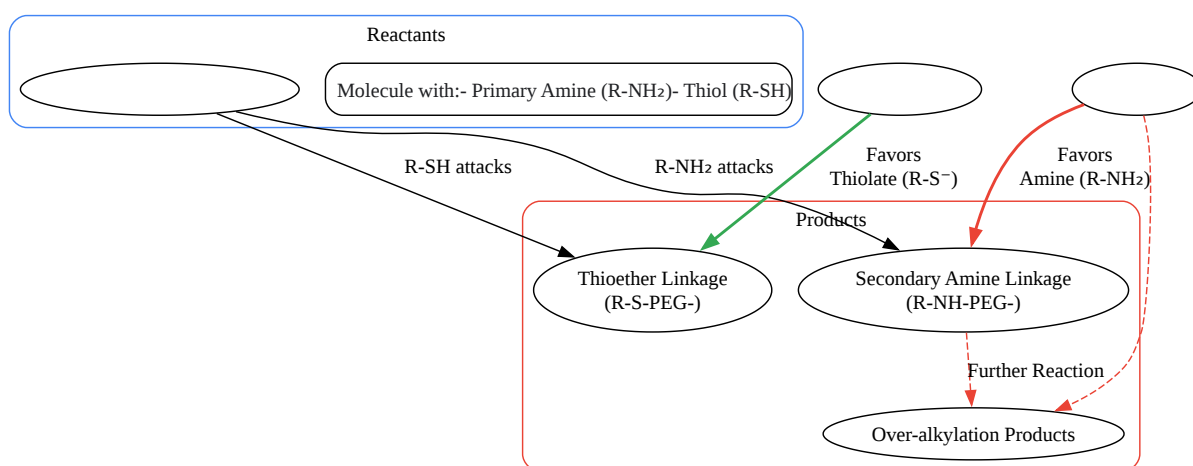 Reactants
Molecule with:- Primary Amine (R-NH₂)- Thiol (R-SH)
R-SH attacks
R-NH₂ attacks
Favors
Thiolate (R-S⁻)
Favors
Amine (R-NH₂)
Products
Thioether Linkage
(R-S-PEG-)
Secondary Amine Linkage
(R-NH-PEG-)
Further Reaction
Over-alkylation Products